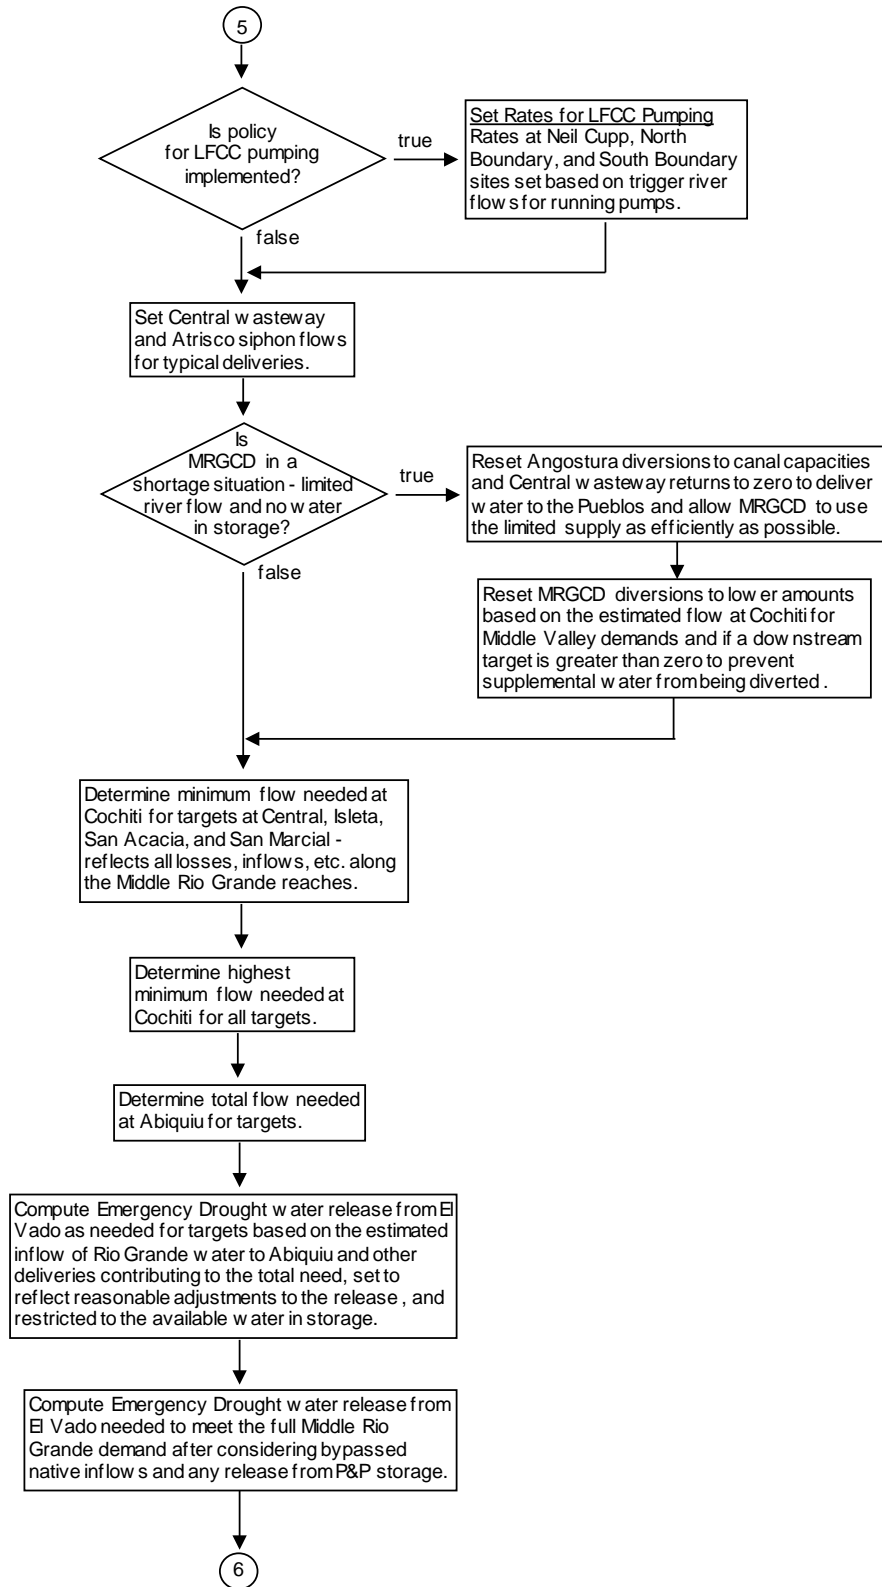 5
Is policy
for LFCC pumping
implemented?
true
Set Rates for LFCC Pumping
Rates at Neil Cupp, North
Boundary, and South Boundary
sites set based on trigger river
flows for running pumps.
false
Set Central wasteway
and Atrisco siphon flows
for typical deliveries.
Is
MRGCD in a
shortage situation - limited
river flow and no water
in storage?
true
Reset Angostura diversions to canal capacities
and Central wasteway returns to zero to deliver
water to the Pueblos and allow MRGCD to use
the limited supply as efficiently as possible.
false
Reset MRGCD diversions to lower amounts
based on the estimated flow at Cochiti for
Middle Valley demands and if a downstream
target is greater than zero to prevent
supplemental water from being diverted.
Determine minimum flow needed at
Cochiti for targets at Central, Isleta,
San Acacia, and San Marcial -
reflects all losses, inflows, etc. along
the Middle Rio Grande reaches.
Determine highest
minimum flow needed at
Cochiti for all targets.
Determine total flow needed
at Abiquiu for targets.
Compute Emergency Drought water release from El
Vado as needed for targets based on the estimated
inflow of Rio Grande water to Abiquiu and other
deliveries contributing to the total need, set to
reflect reasonable adjustments to the release, and
restricted to the available water in storage.
Compute Emergency Drought water release from
El Vado needed to meet the full Middle Rio
Grande demand after considering bypassed
native inflows and any release from P&P storage.
6